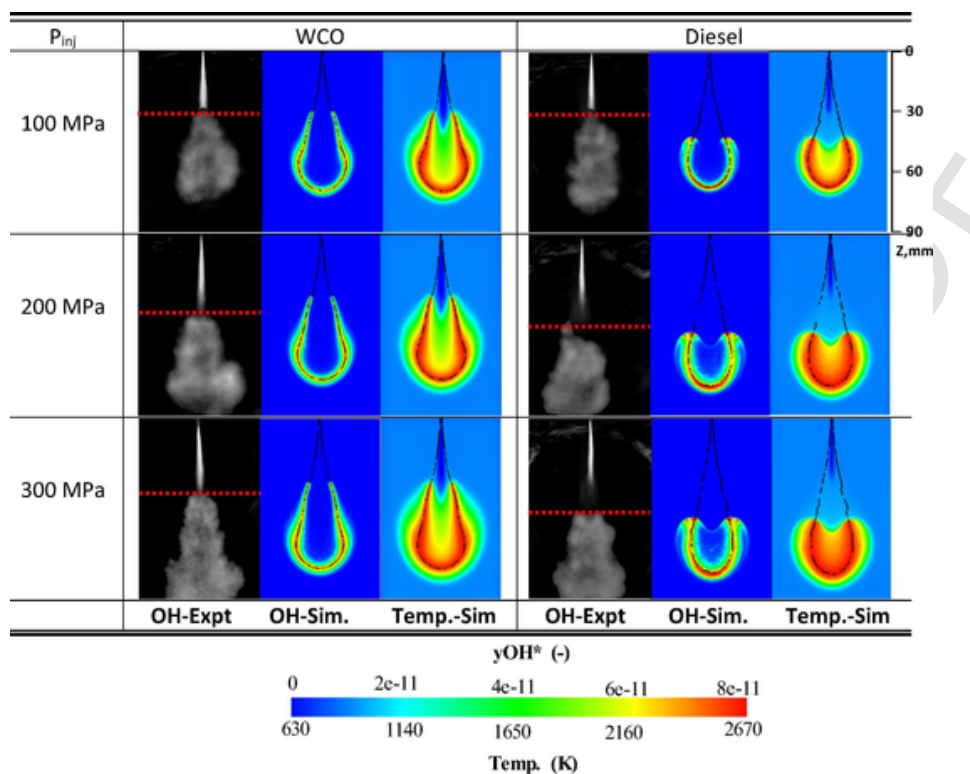 P_inj WCO Diesel
100 MPa
0
30
60
90
Z,mm
200 MPa
300 MPa
OH-Expt OH-Sim. Temp.-Sim OH-Expt OH-Sim. Temp.-Sim
yOH* (-)
0 2e-11 4e-11 6e-11 8e-11
630 1140 1650 2160 2670
Temp. (K)